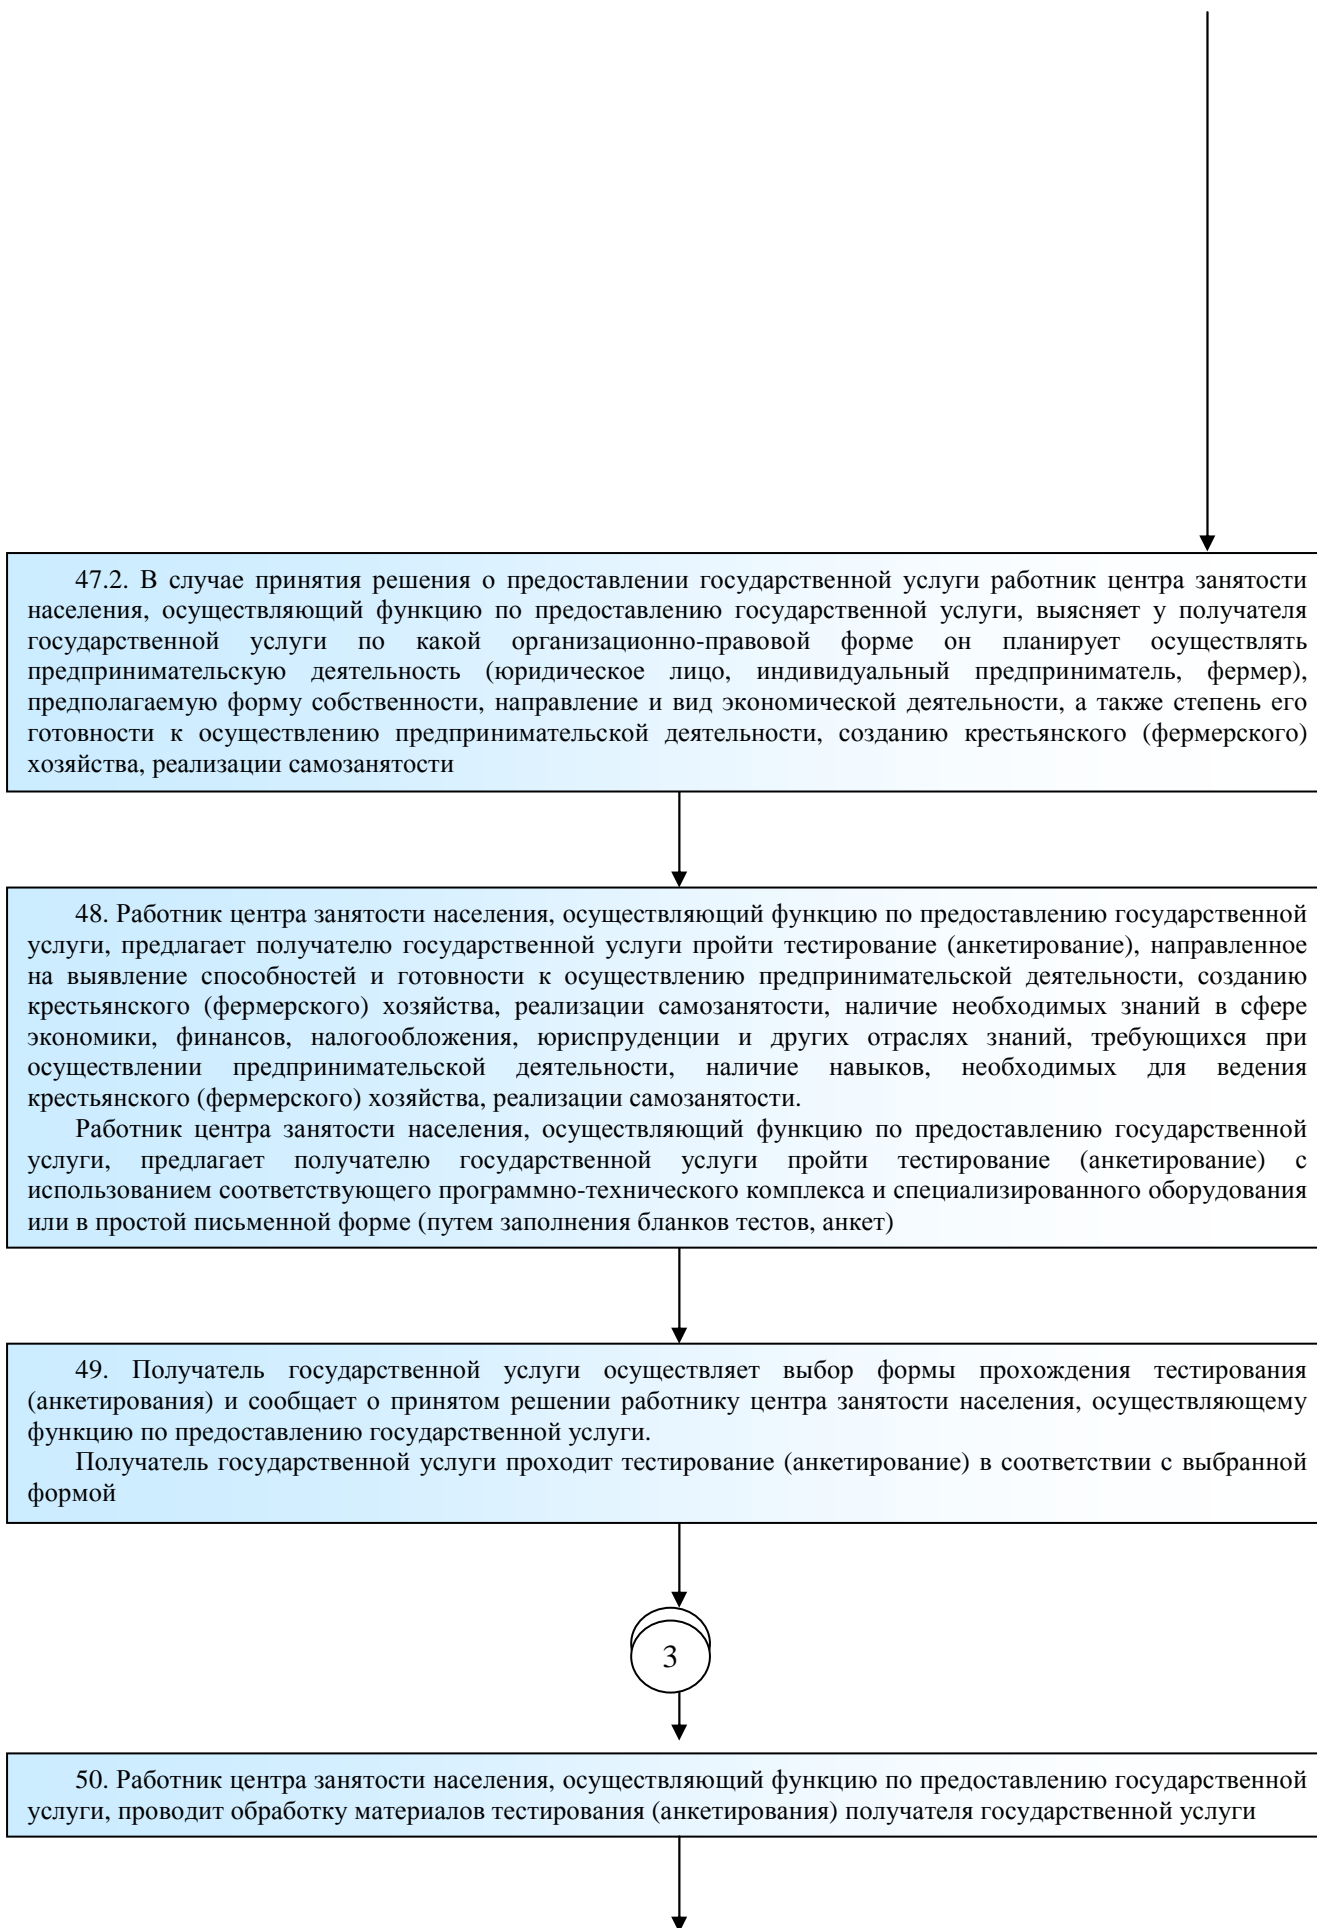 47.2. В случае принятия решения о предоставлении государственной услуги работник центра занятости
населения, осуществляющий функцию по предоставлению государственной услуги, выясняет у получателя
государственной услуги по какой организационно-правовой форме он планирует осуществлять
предпринимательскую деятельность (юридическое лицо, индивидуальный предприниматель, фермер),
предполагаемую форму собственности, направление и вид экономической деятельности, а также степень его
готовности к осуществлению предпринимательской деятельности, созданию крестьянского (фермерского)
хозяйства, реализации самозанятости
48. Работник центра занятости населения, осуществляющий функцию по предоставлению государственной
услуги, предлагает получателю государственной услуги пройти тестирование (анкетирование), направленное
на выявление способностей и готовности к осуществлению предпринимательской деятельности, созданию
крестьянского (фермерского) хозяйства, реализации самозанятости, наличие необходимых знаний в сфере
экономики, финансов, налогообложения, юриспруденции и других отраслях знаний, требующихся при
осуществлении предпринимательской деятельности, наличие навыков, необходимых для ведения
крестьянского (фермерского) хозяйства, реализации самозанятости.
Работник центра занятости населения, осуществляющий функцию по предоставлению государственной
услуги, предлагает получателю государственной услуги пройти тестирование (анкетирование) с
использованием соответствующего программно-технического комплекса и специализированного оборудования
или в простой письменной форме (путем заполнения бланков тестов, анкет)
49. Получатель государственной услуги осуществляет выбор формы прохождения тестирования
(анкетирования) и сообщает о принятом решении работнику центра занятости населения, осуществляющему
функцию по предоставлению государственной услуги.
Получатель государственной услуги проходит тестирование (анкетирование) в соответствии с выбранной
формой
3
50. Работник центра занятости населения, осуществляющий функцию по предоставлению государственной
услуги, проводит обработку материалов тестирования (анкетирования) получателя государственной услуги